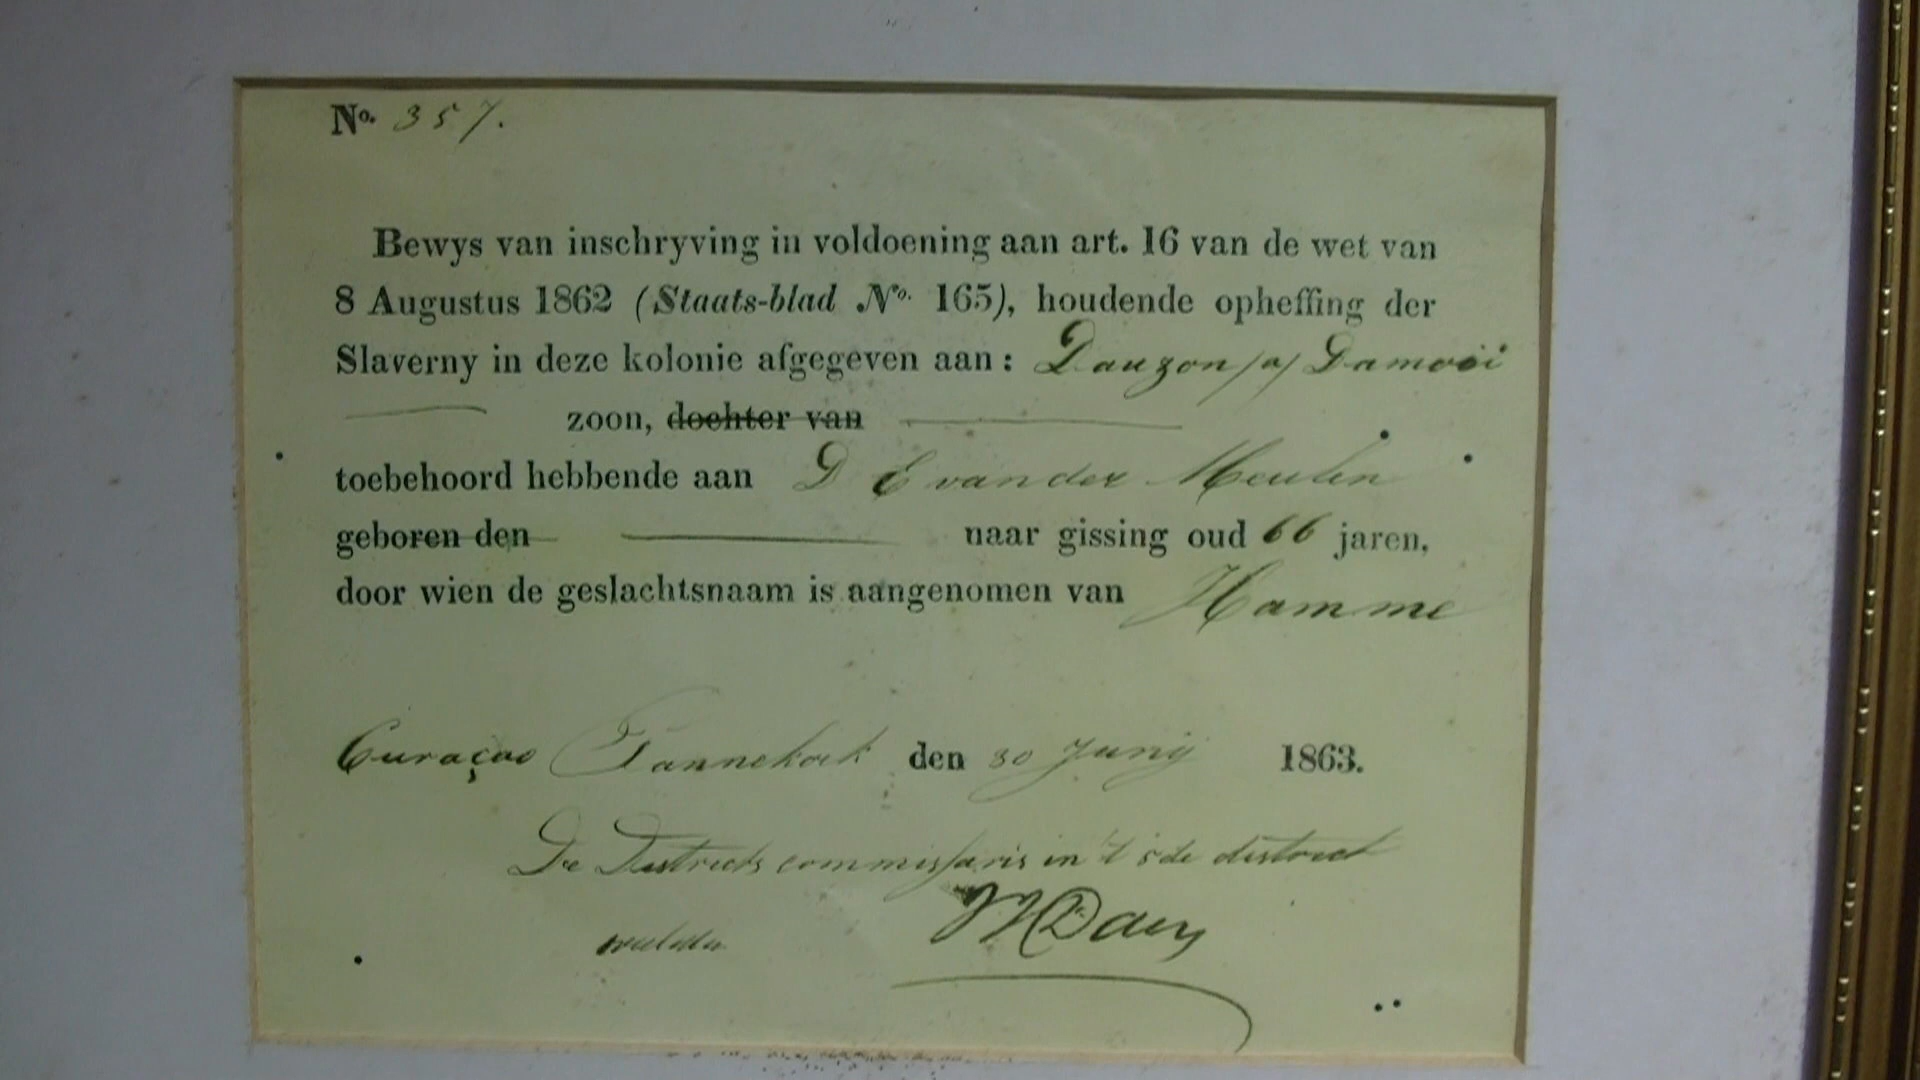 No. 357.
Bewys van inschryving in voldoening aan art. 16 van de wet van
8 Augustus 1862 (Staats-blad No. 165), houdende opheffing der
Slaverny in deze kolonie afgegeven aan: Dauzon /a/ Damooi
zoon, dochter van
toebehoord hebbende aan D E van der Meulen
geboren den naar gissing oud 66 jaren,
door wien de geslachtsnaam is aangenomen van Hamme
Curaçao Pannekoek den 30 Junij 1863.
De Districts commissaris in 't 5de district